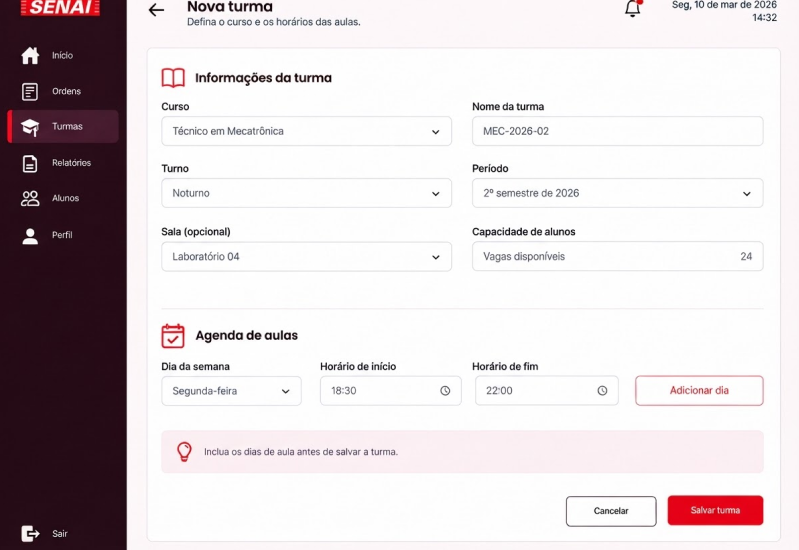 SENAI
Início
Ordens
Turmas
Relatóries
Alunos
Perfil
Sair
Nova turma
Defina o curso e os horários das aulas.
Seg, 10 de mar de 2026
14:32
Informações da turma
Curso
Nome da turma
Técnico em Mecatrônica
MEC-2026-02
Turno
Período
Noturno
2º semestre de 2026
Sala (opcional)
Capacidade de alunos
Laboratório 04
Vagas disponíveis
24
Agenda de aulas
Dia da semana
Horário de início
Horário de fim
Segunda-feira
18:30
22:00
Adicionar dia
Inclua os dias de aula antes de salvar a turma.
Cancelar
Salvar turma